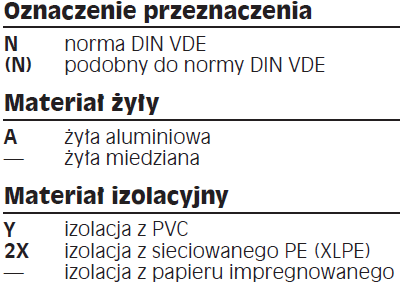 Oznaczenie przeznaczenia
N norma DIN VDE
(N) podobny do normy DIN VDE
Materiał żyły
A żyła aluminiowa
— żyła miedziana
Materiał izolacyjny
Y izolacja z PVC
2X izolacja z sieciowanego PE (XLPE)
— izolacja z papieru impregnowanego